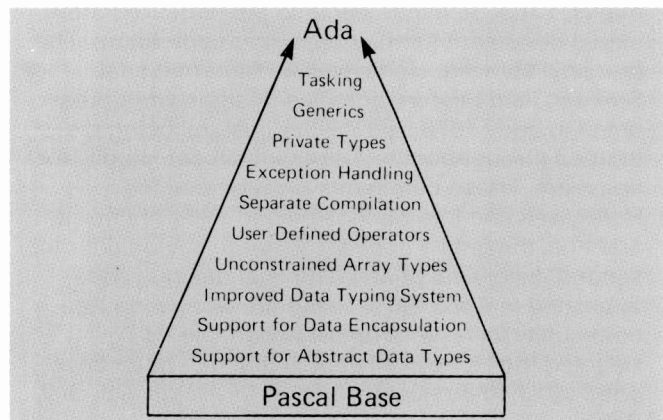 Ada
Tasking
Generics
Private Types
Exception Handling
Separate Compilation
User Defined Operators
Unconstrained Array Types
Improved Data Typing System
Support for Data Encapsulation
Support for Abstract Data Types
Pascal Base